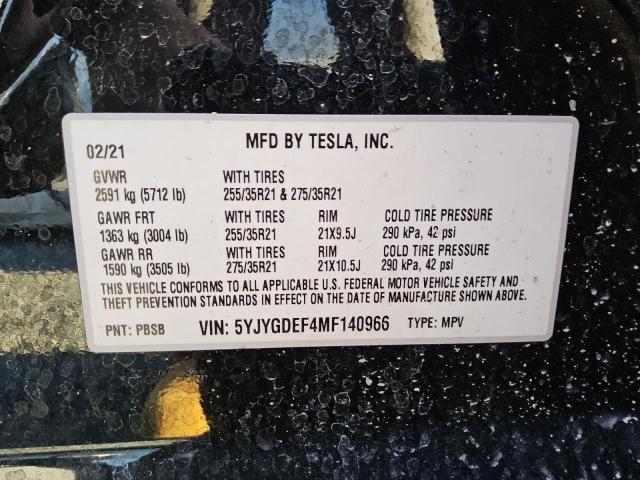 MFD BY TESLA, INC.
02/21
GVWR WITH TIRES
2591 kg (5712 lb) 255/35R21 & 275/35R21
GAWR FRT WITH TIRES RIM COLD TIRE PRESSURE
1363 kg (3004 lb) 255/35R21 21X9.5J 290 kPa, 42 psi
GAWR RR WITH TIRES RIM COLD TIRE PRESSURE
1590 kg (3505 lb) 275/35R21 21X10.5J 290 kPa, 42 psi
THIS VEHICLE CONFORMS TO ALL APPLICABLE U.S. FEDERAL MOTOR VEHICLE SAFETY AND
THEFT PREVENTION STANDARDS IN EFFECT ON THE DATE OF MANUFACTURE SHOWN ABOVE.
PNT: PBSB VIN: 5YJYGDEF4MF140966 TYPE: MPV